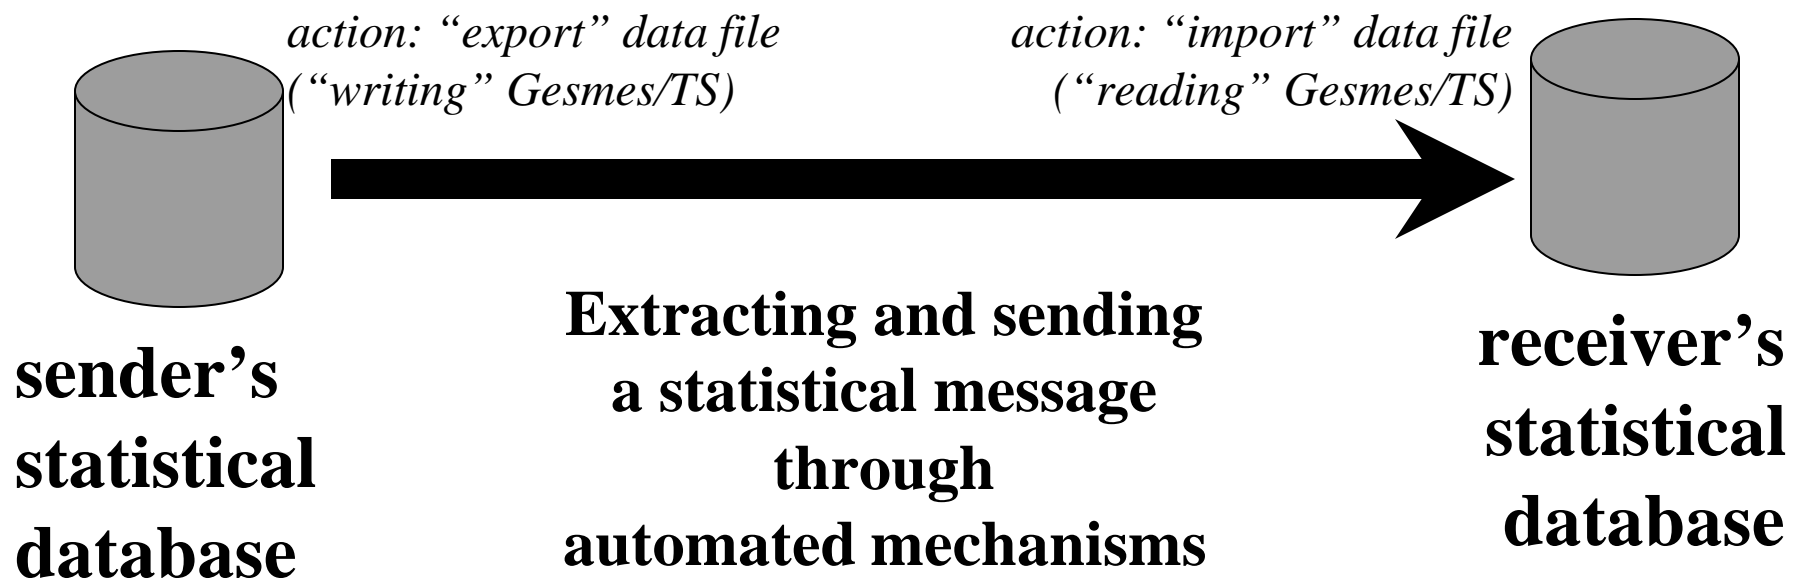 action: “export” data file
(“writing” Gesmes/TS)
action: “import” data file
(“reading” Gesmes/TS)
Extracting and sending
a statistical message
through
automated mechanisms
sender’s
statistical
database
receiver’s
statistical
database